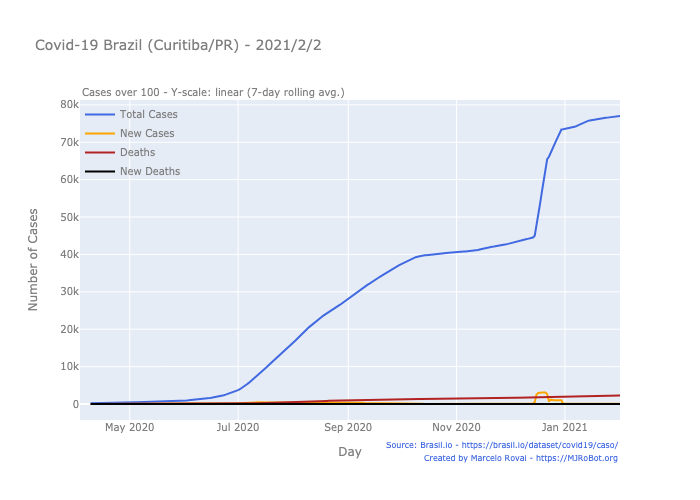 Covid-19 Brazil (Curitiba/PR) - 2021/2/2
Cases over 100 - Y-scale: linear (7-day rolling avg.)
Total Cases
New Cases
Deaths
New Deaths
80k
70k
60k
50k
40k
30k
20k
10k
0
Number of Cases
May 2020
Jul 2020
Sep 2020
Nov 2020
Jan 2021
Day
Source: Brasil.io - https://brasil.io/dataset/covid19/caso/
Created by Marcelo Rovai - https://MJRoBot.org